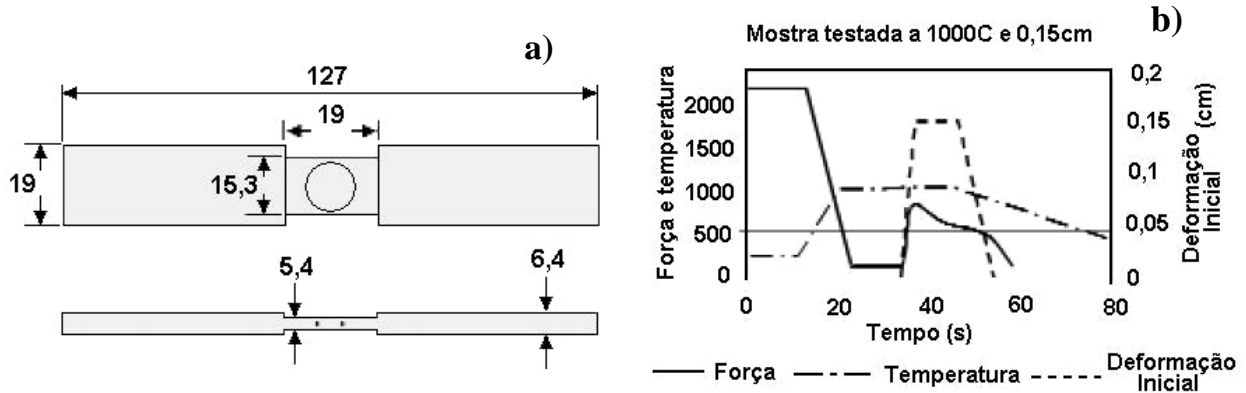 a)
127
19
19
15,3
5,4
6,4
b)
Mostra testada a 1000C e 0,15cm
Força e temperatura
2000
1500
1000
500
0
0,2
0,15
0,1
0,05
0
Deformação
Inicial
(cm)
0 20 40 60 80
Tempo (s)
Força
Temperatura
Deformação
Inicial